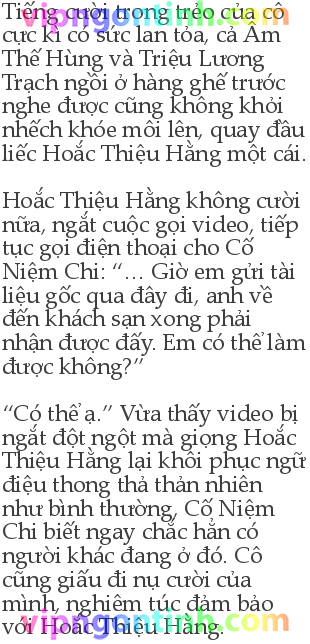 Tiếng cười trong trẻo của cô
cực kì có sức lan tỏa, cả Âm
Thế Hùng và Triệu Lương
Trạch ngồi ở hàng ghế trước
nghe được cũng không khỏi
nhếch khóe môi lên, quay đầu
liếc Hoắc Thiệu Hằng một cái.
Hoắc Thiệu Hằng không cười
nữa, ngắt cuộc gọi video, tiếp
tục gọi điện thoại cho Cố
Niệm Chi: “... Giờ em gửi tài
liệu gốc qua đây đi, anh về
đến khách sạn xong phải
nhận được đấy. Em có thể làm
được không?”
“Có thể ạ.” Vừa thấy video bị
ngắt đột ngột mà giọng Hoắc
Thiệu Hằng lại khôi phục ngữ
điệu thong thả thản nhiên
như bình thường, Cố Niệm
Chi biết ngay chắc hẳn có
người khác đang ở đó. Cô
cũng giấu đi nụ cười của
mình, nghiêm túc đảm bảo
với Hoắc Thiệu Hằng.
vipngontinh.com
vipngontinh.com